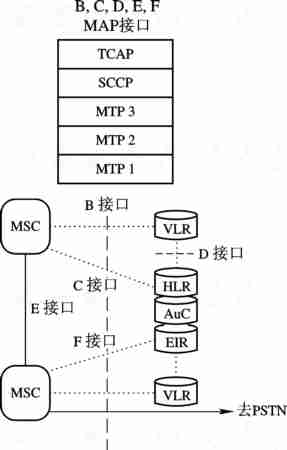 B, C, D, E, F
MAP接口
TCAP
SCCP
MTP 3
MTP 2
MTP 1
B 接口
MSC
VLR
D 接口
C 接口
HLR
E 接口
AuC
F 接口
EIR
MSC
VLR
去PSTN